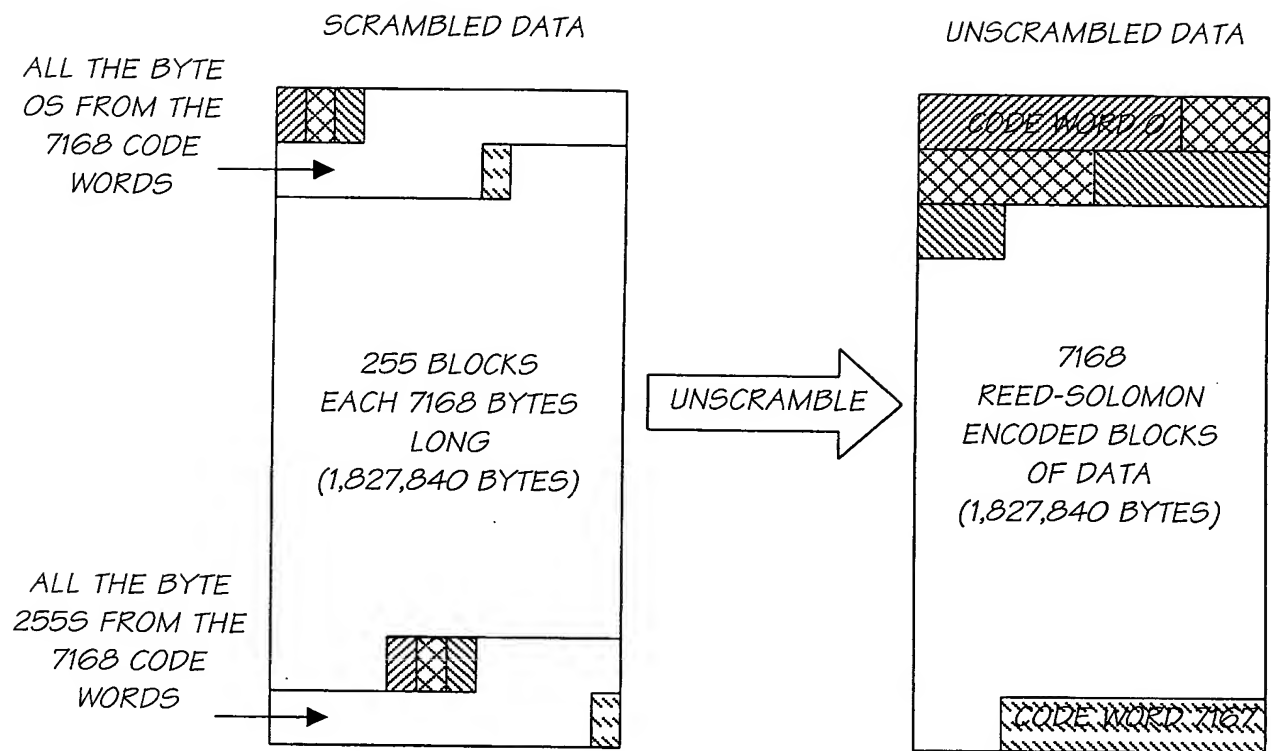 SCRAMBLED DATA
UNSCRAMBLED DATA
ALL THE BYTE
0S FROM THE
7168 CODE
WORDS
CODE WORD 0
255 BLOCKS
EACH 7168 BYTES
LONG
(1,827,840 BYTES)
UNSCRAMBLE
7168
REED-SOLOMON
ENCODED BLOCKS
OF DATA
(1,827,840 BYTES)
ALL THE BYTE
255S FROM THE
7168 CODE
WORDS
CODE WORD 7167